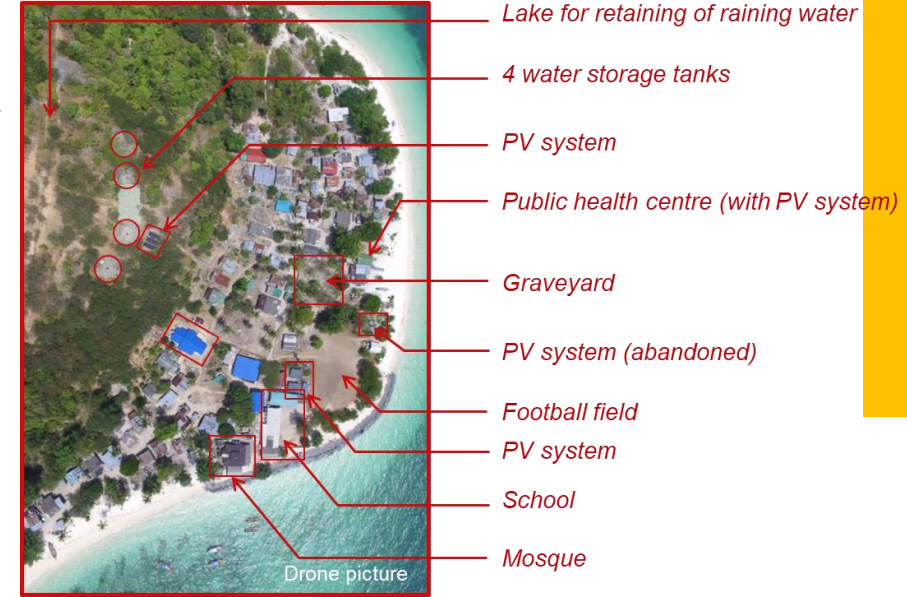 Lake for retaining of raining water
4 water storage tanks
PV system
Public health centre (with PV system)
Graveyard
PV system (abandoned)
Football field
PV system
School
Mosque
Drone picture